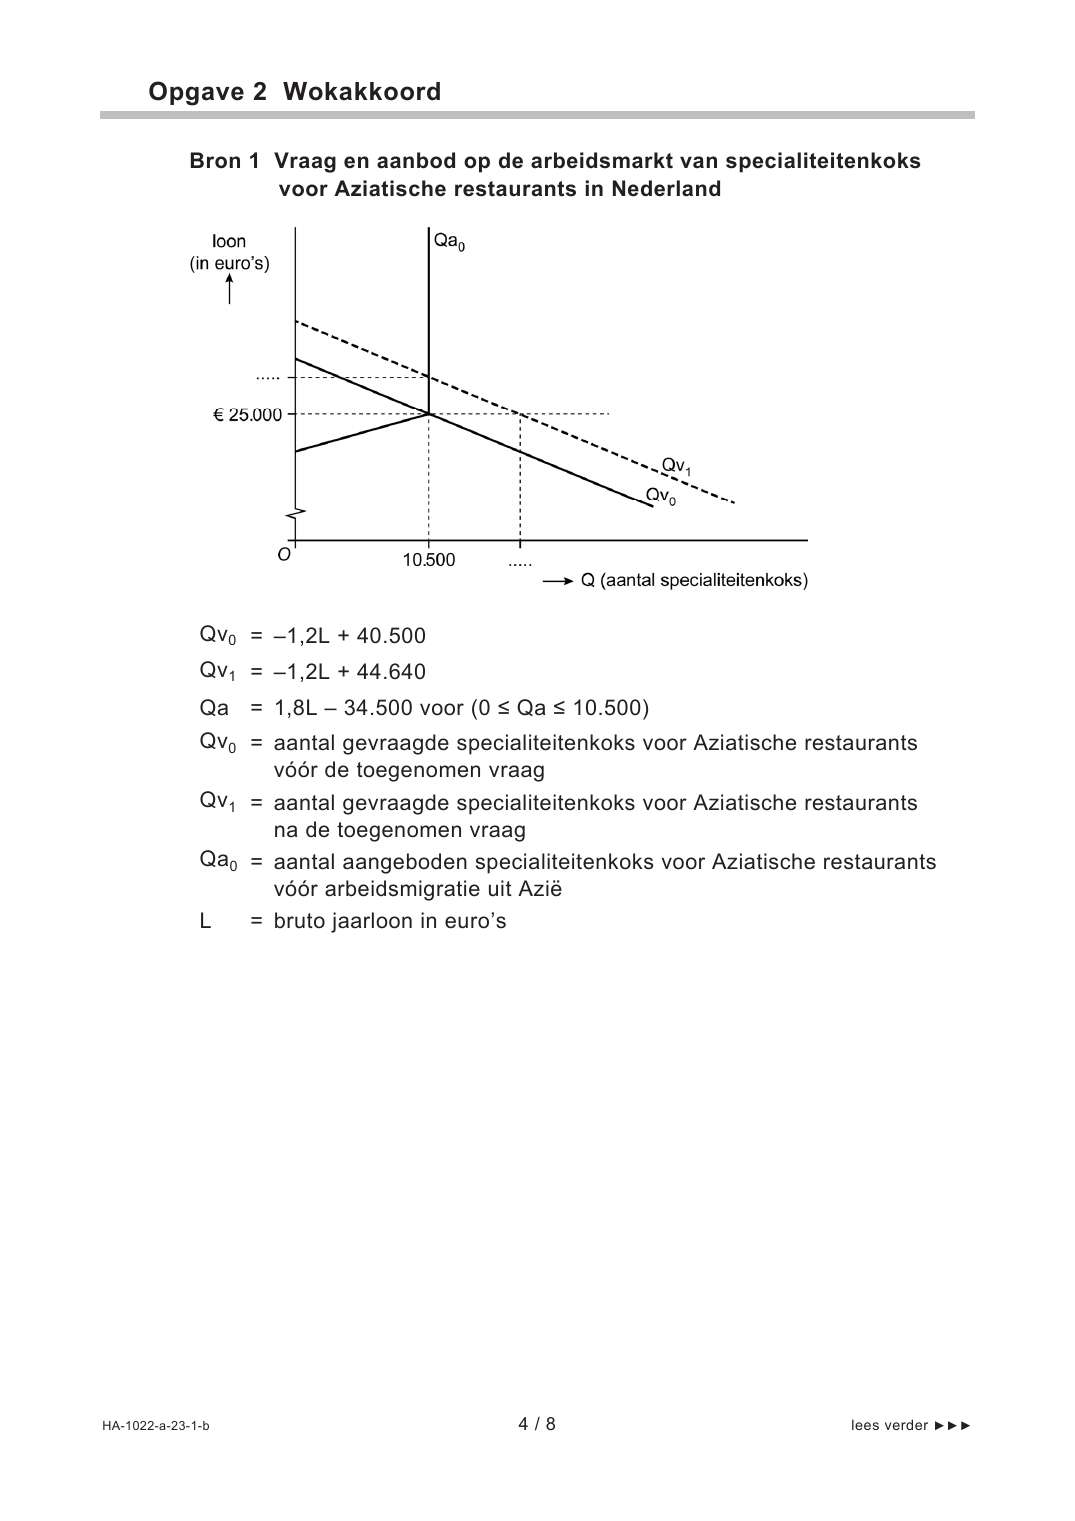 Opgave 2 Wokakkoord
Bron 1 Vraag en aanbod op de arbeidsmarkt van specialiteitenkoks
voor Aziatische restaurants in Nederland
loon
(in euro’s)
Qa0
.....
€ 25.000
Qv1
Qv0
O
10.500
.....
Q (aantal specialiteitenkoks)
Qv0 = –1,2L + 40.500
Qv1 = –1,2L + 44.640
Qa = 1,8L – 34.500 voor (0 ≤ Qa ≤ 10.500)
Qv0 = aantal gevraagde specialiteitenkoks voor Aziatische restaurants
vóór de toegenomen vraag
Qv1 = aantal gevraagde specialiteitenkoks voor Aziatische restaurants
na de toegenomen vraag
Qa0 = aantal aangeboden specialiteitenkoks voor Aziatische restaurants
vóór arbeidsmigratie uit Azië
L = bruto jaarloon in euro’s
HA-1022-a-23-1-b
4 / 8
lees verder ►►►